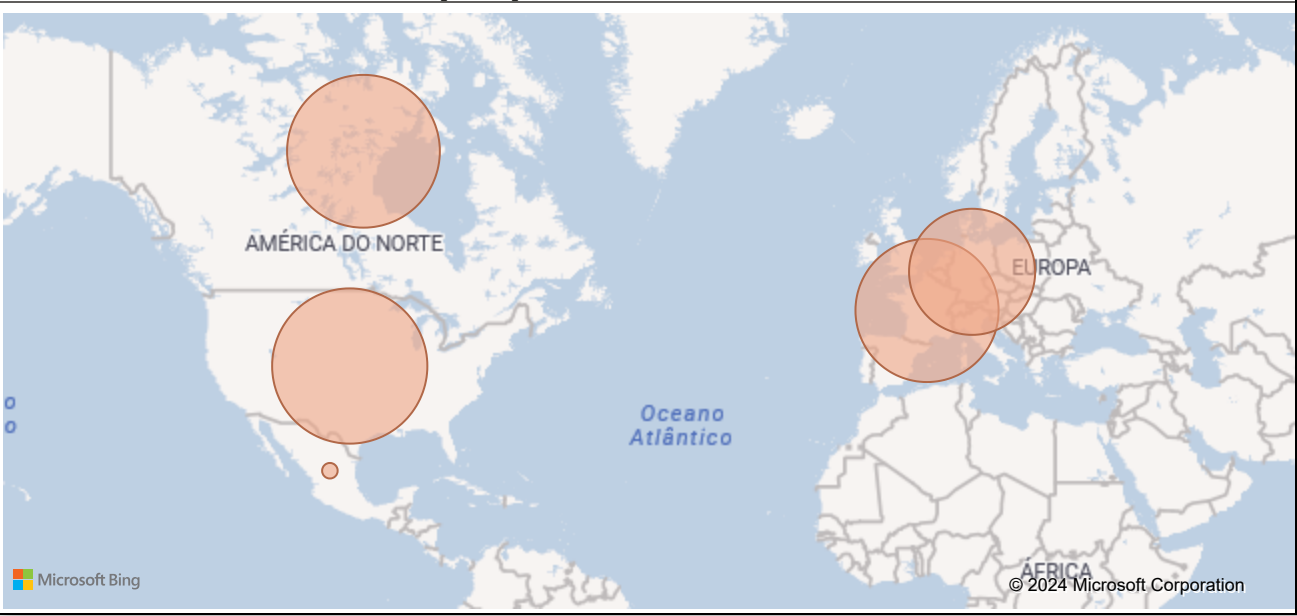 AMÉRICA DO NORTE
EUROPA
o
o
Oceano
Atlântico
ÁFRICA
Microsoft Bing
© 2024 Microsoft Corporation